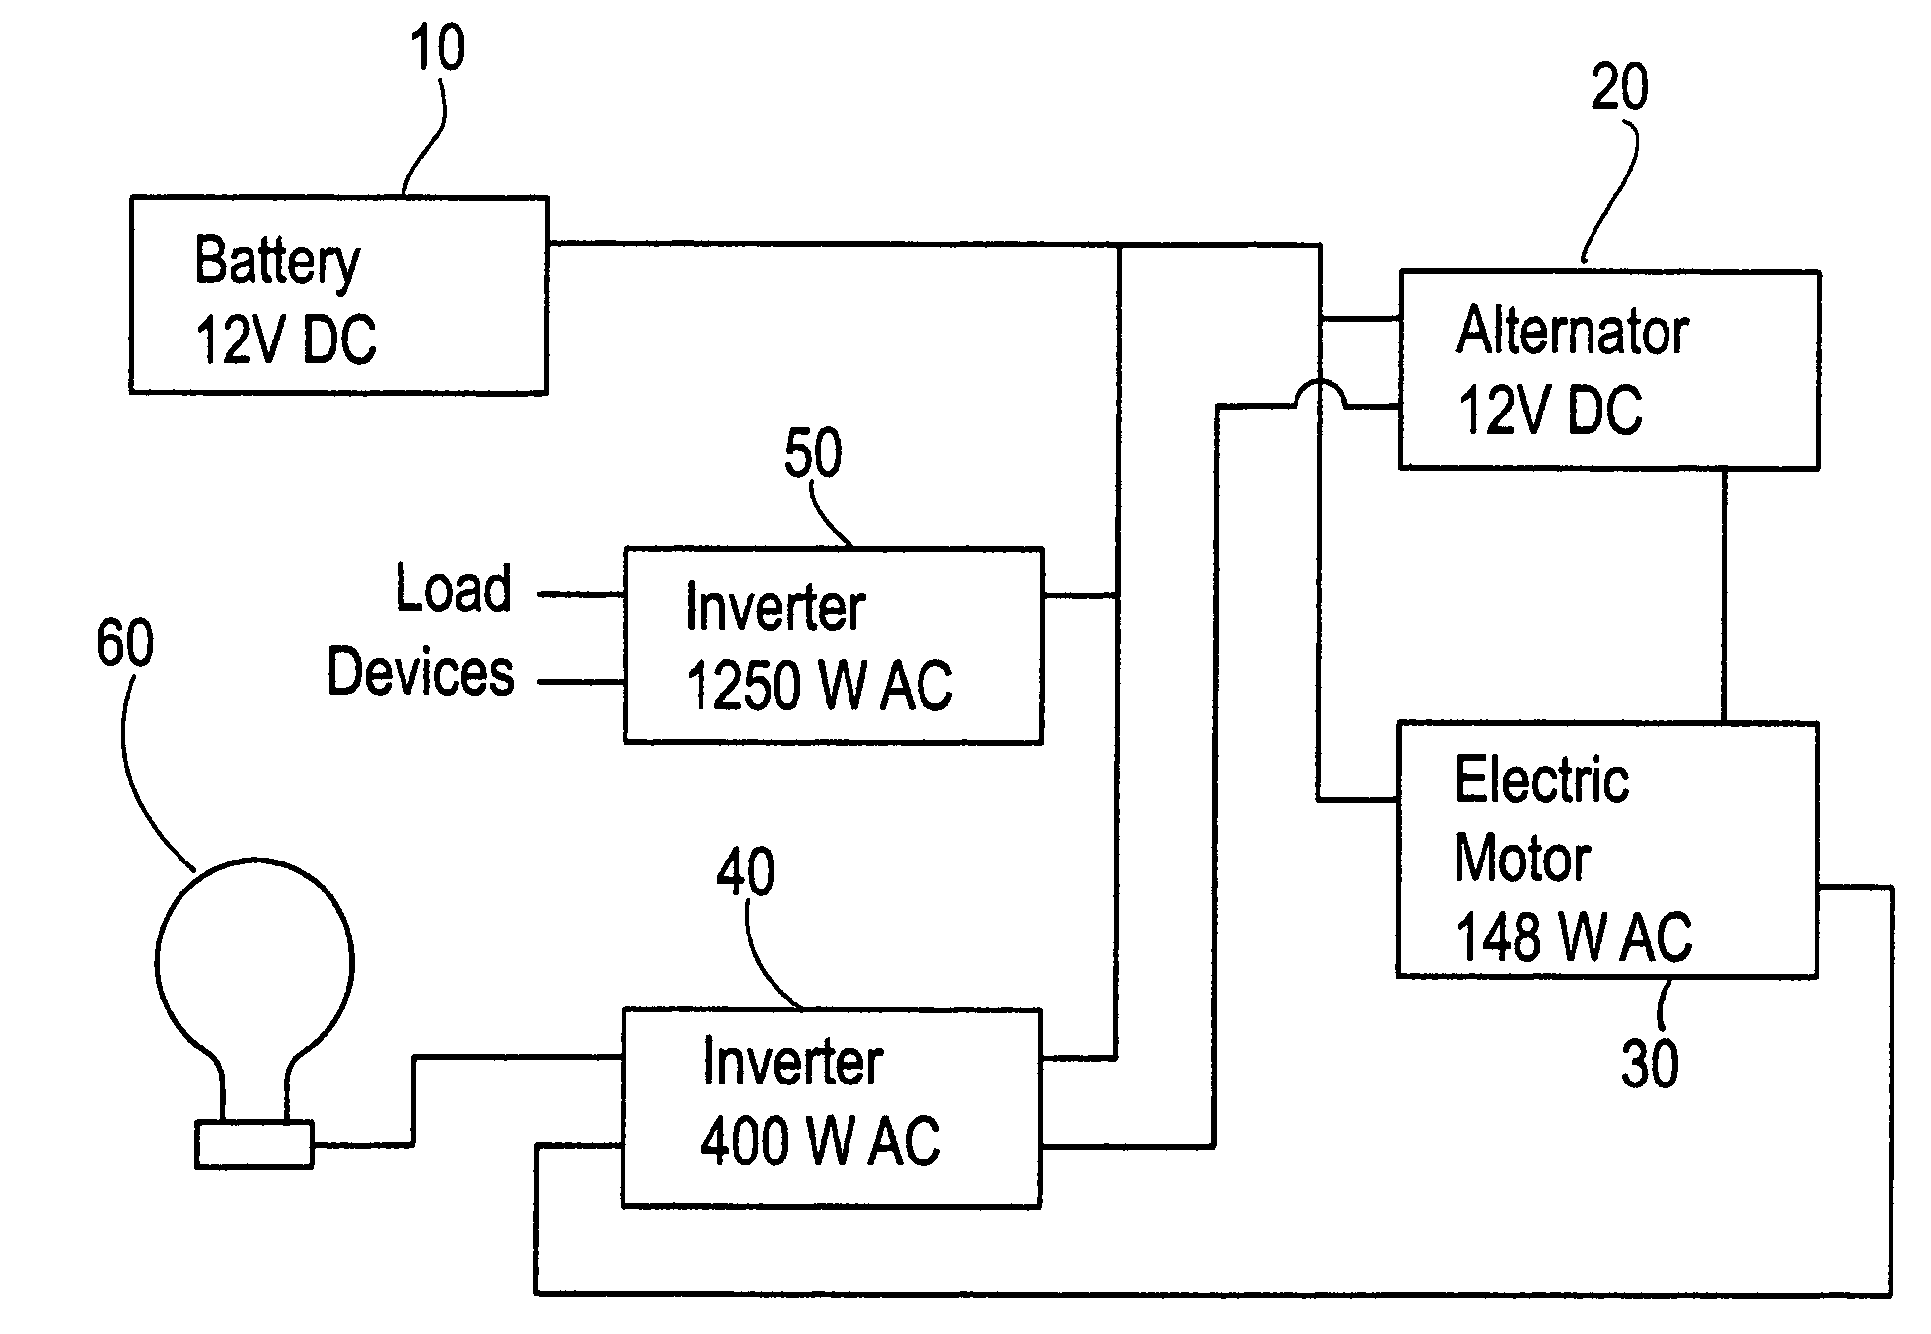 10
20
Battery
12V DC
Alternator
12V DC
50
Load
Devices
Inverter
1250 W AC
60
Electric
Motor
148 W AC
40
30
Inverter
400 W AC